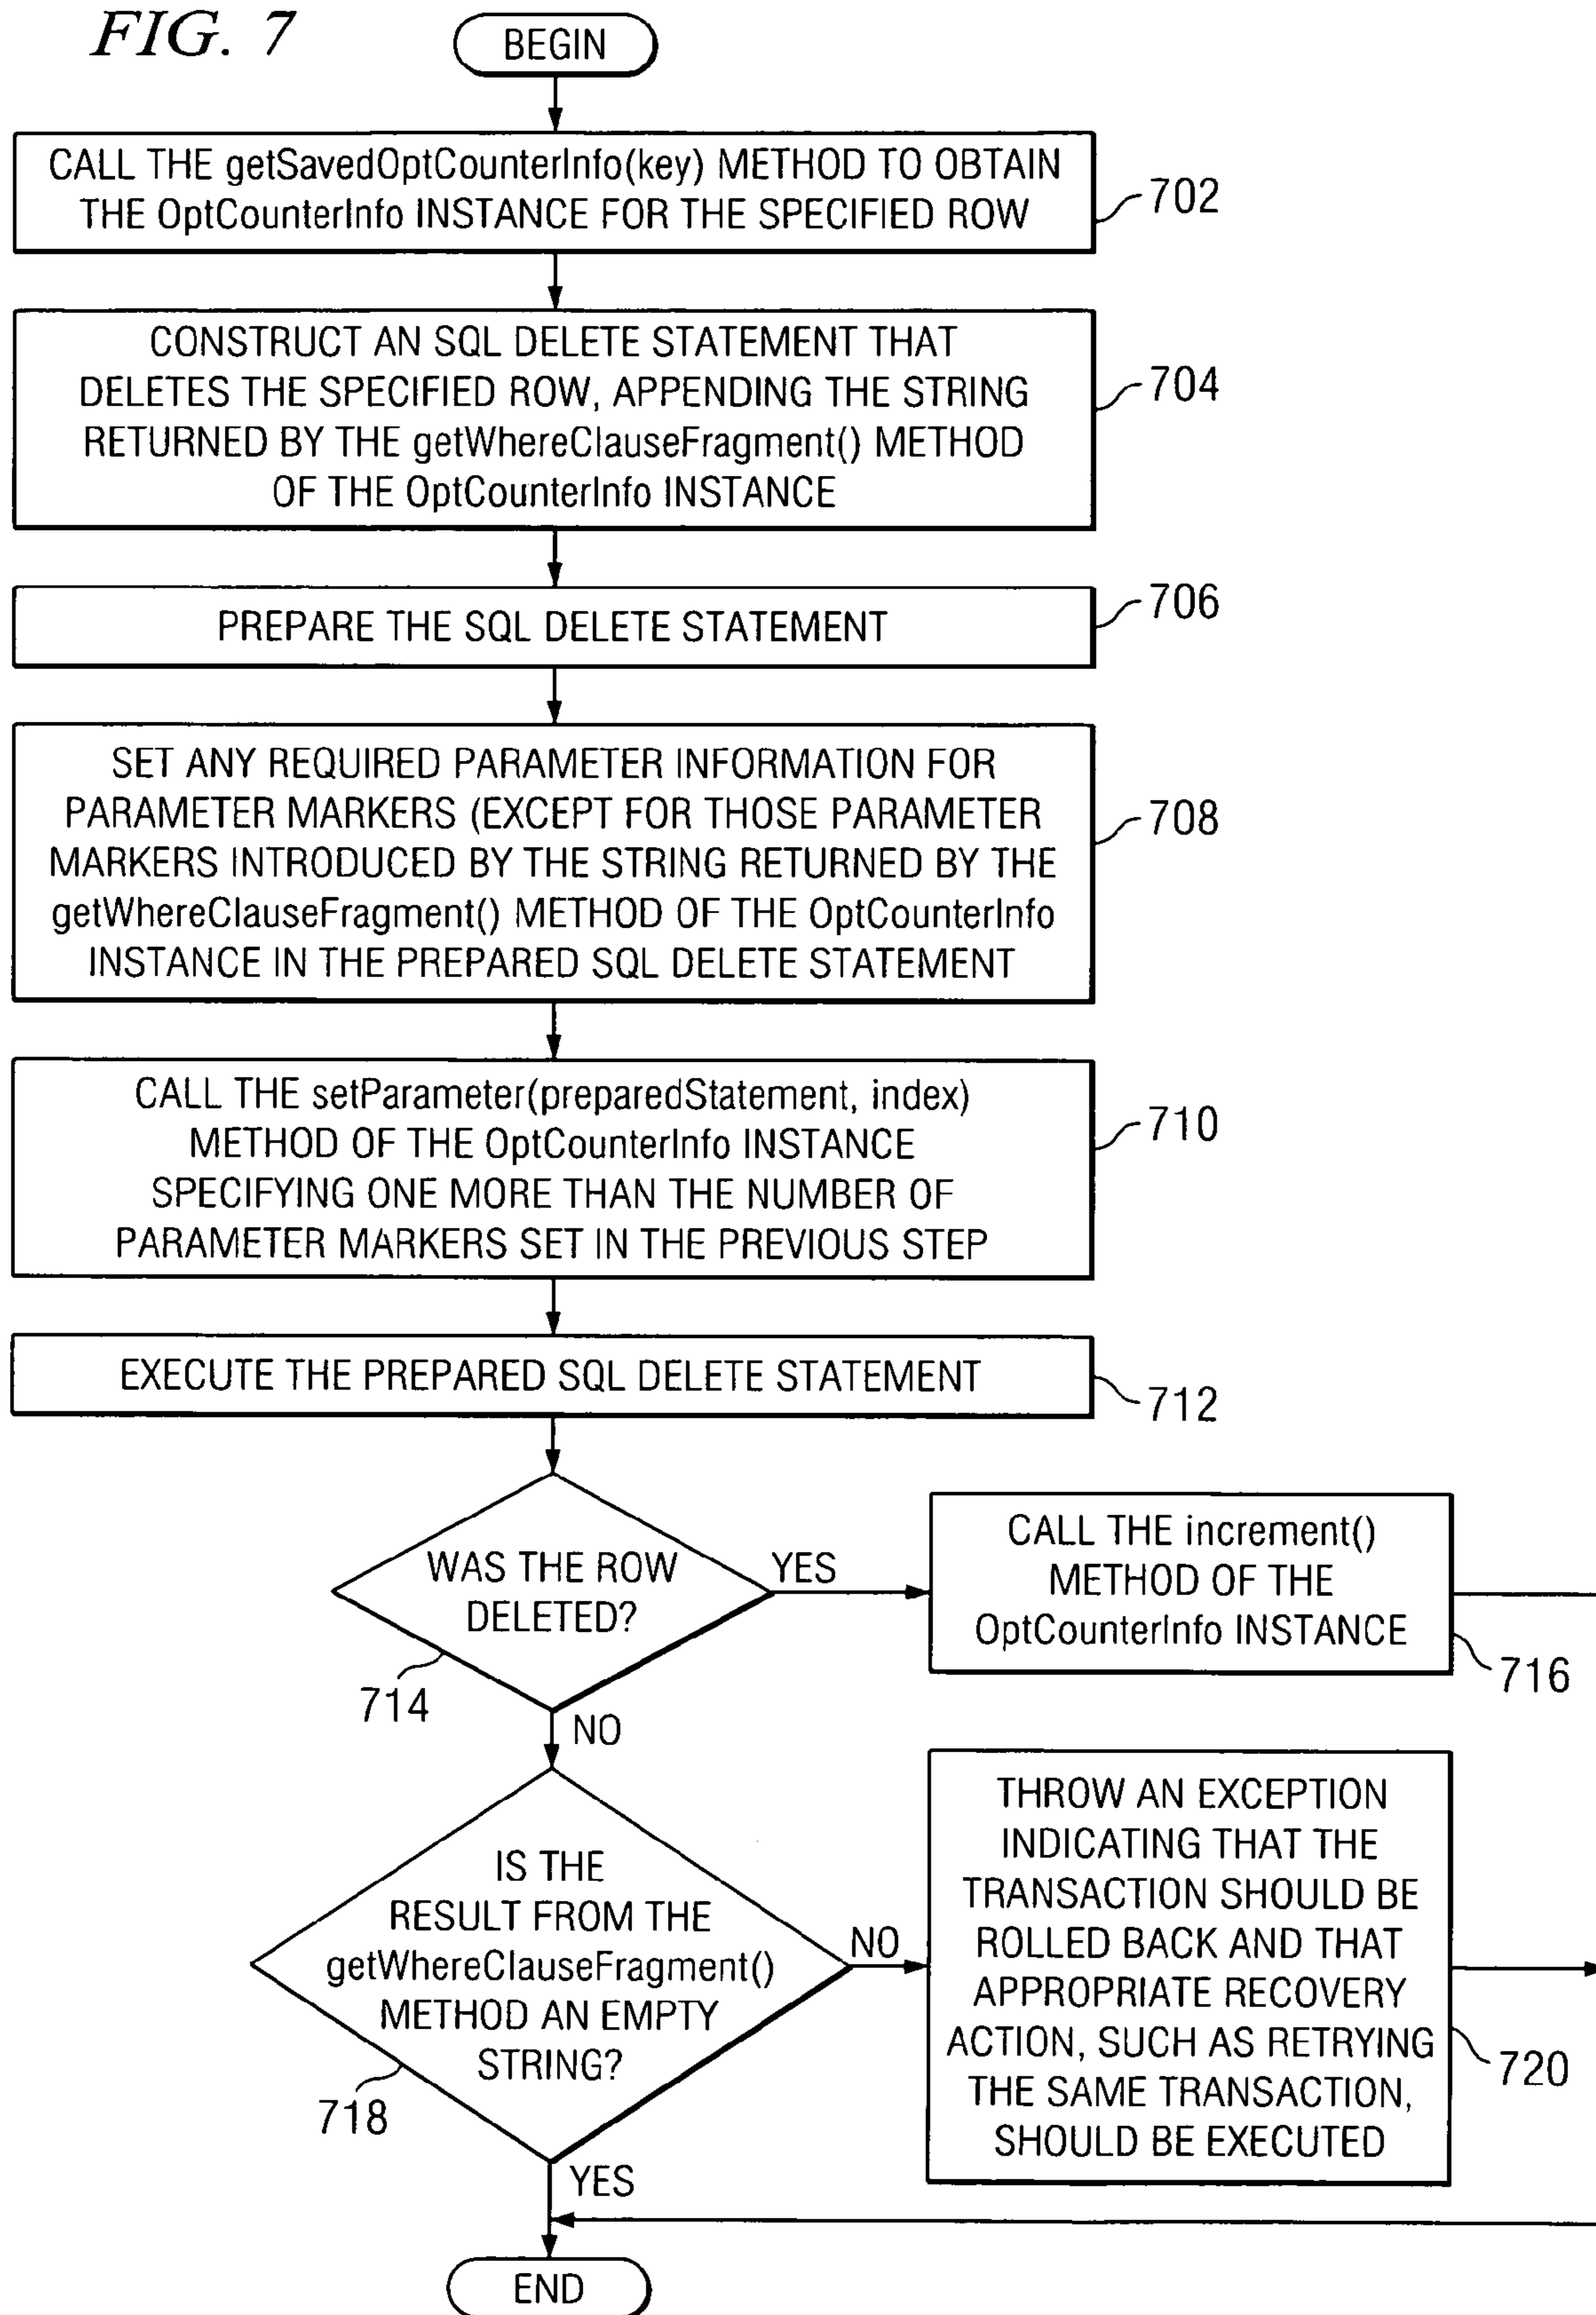 FIG. 7
BEGIN
CALL THE getSavedOptCounterInfo(key) METHOD TO OBTAIN
THE OptCounterInfo INSTANCE FOR THE SPECIFIED ROW
702
CONSTRUCT AN SQL DELETE STATEMENT THAT
DELETES THE SPECIFIED ROW, APPENDING THE STRING
RETURNED BY THE getWhereClauseFragment() METHOD
OF THE OptCounterInfo INSTANCE
704
PREPARE THE SQL DELETE STATEMENT
706
SET ANY REQUIRED PARAMETER INFORMATION FOR
PARAMETER MARKERS (EXCEPT FOR THOSE PARAMETER
MARKERS INTRODUCED BY THE STRING RETURNED BY THE
getWhereClauseFragment() METHOD OF THE OptCounterInfo
INSTANCE IN THE PREPARED SQL DELETE STATEMENT
708
CALL THE setParameter(preparedStatement, index)
METHOD OF THE OptCounterInfo INSTANCE
SPECIFYING ONE MORE THAN THE NUMBER OF
PARAMETER MARKERS SET IN THE PREVIOUS STEP
710
EXECUTE THE PREPARED SQL DELETE STATEMENT
712
WAS THE ROW
DELETED?
714
YES
CALL THE increment()
METHOD OF THE
OptCounterInfo INSTANCE
716
NO
IS THE
RESULT FROM THE
getWhereClauseFragment()
METHOD AN EMPTY
STRING?
718
NO
THROW AN EXCEPTION
INDICATING THAT THE
TRANSACTION SHOULD BE
ROLLED BACK AND THAT
APPROPRIATE RECOVERY
ACTION, SUCH AS RETRYING
THE SAME TRANSACTION,
SHOULD BE EXECUTED
720
YES
END